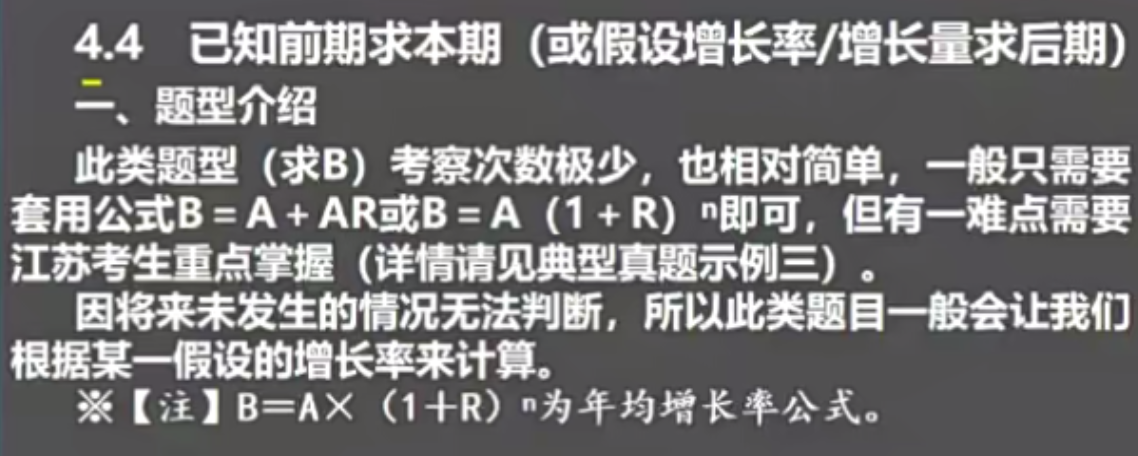 4.4 已知前期求本期（或假设增长率/增长量求后期）
一、题型介绍
此类题型（求B）考察次数极少，也相对简单，一般只需要
套用公式B＝A＋AR或B＝A（1＋R）ⁿ即可，但有一难点需要
江苏考生重点掌握（详情请见典型真题示例三）。
因将来未发生的情况无法判断，所以此类题目一般会让我们
根据某一假设的增长率来计算。
※【注】B＝A×（1＋R）ⁿ为年均增长率公式。